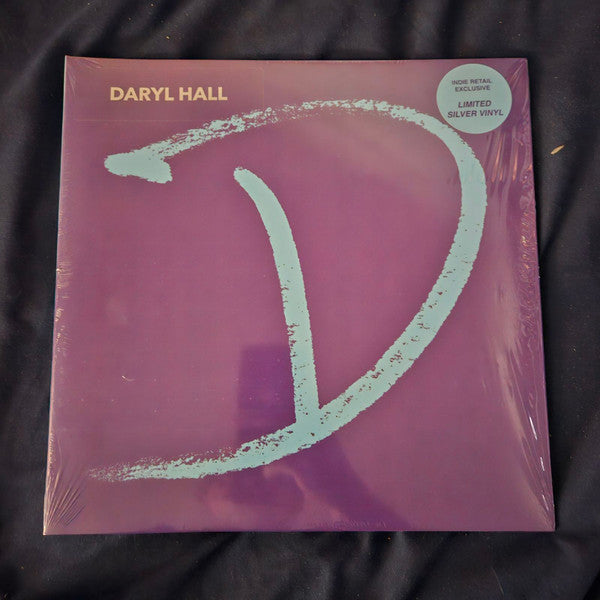 DARYL HALL
INDIE RETAIL
EXCLUSIVE
LIMITED
SILVER VINYL
D